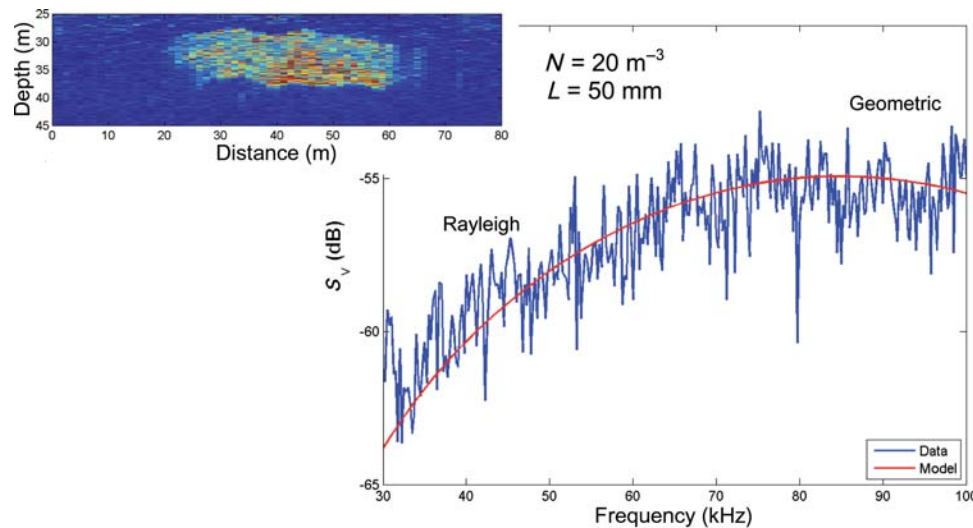 25
30
35
40
45
Depth (m)
0 10 20 30 40 50 60 70 80
Distance (m)
N = 20 m⁻³
L = 50 mm
Geometric
Rayleigh
-55
-60
-65
Sᵥ (dB)
30 40 50 60 70 80 90 100
Frequency (kHz)
Data
Model